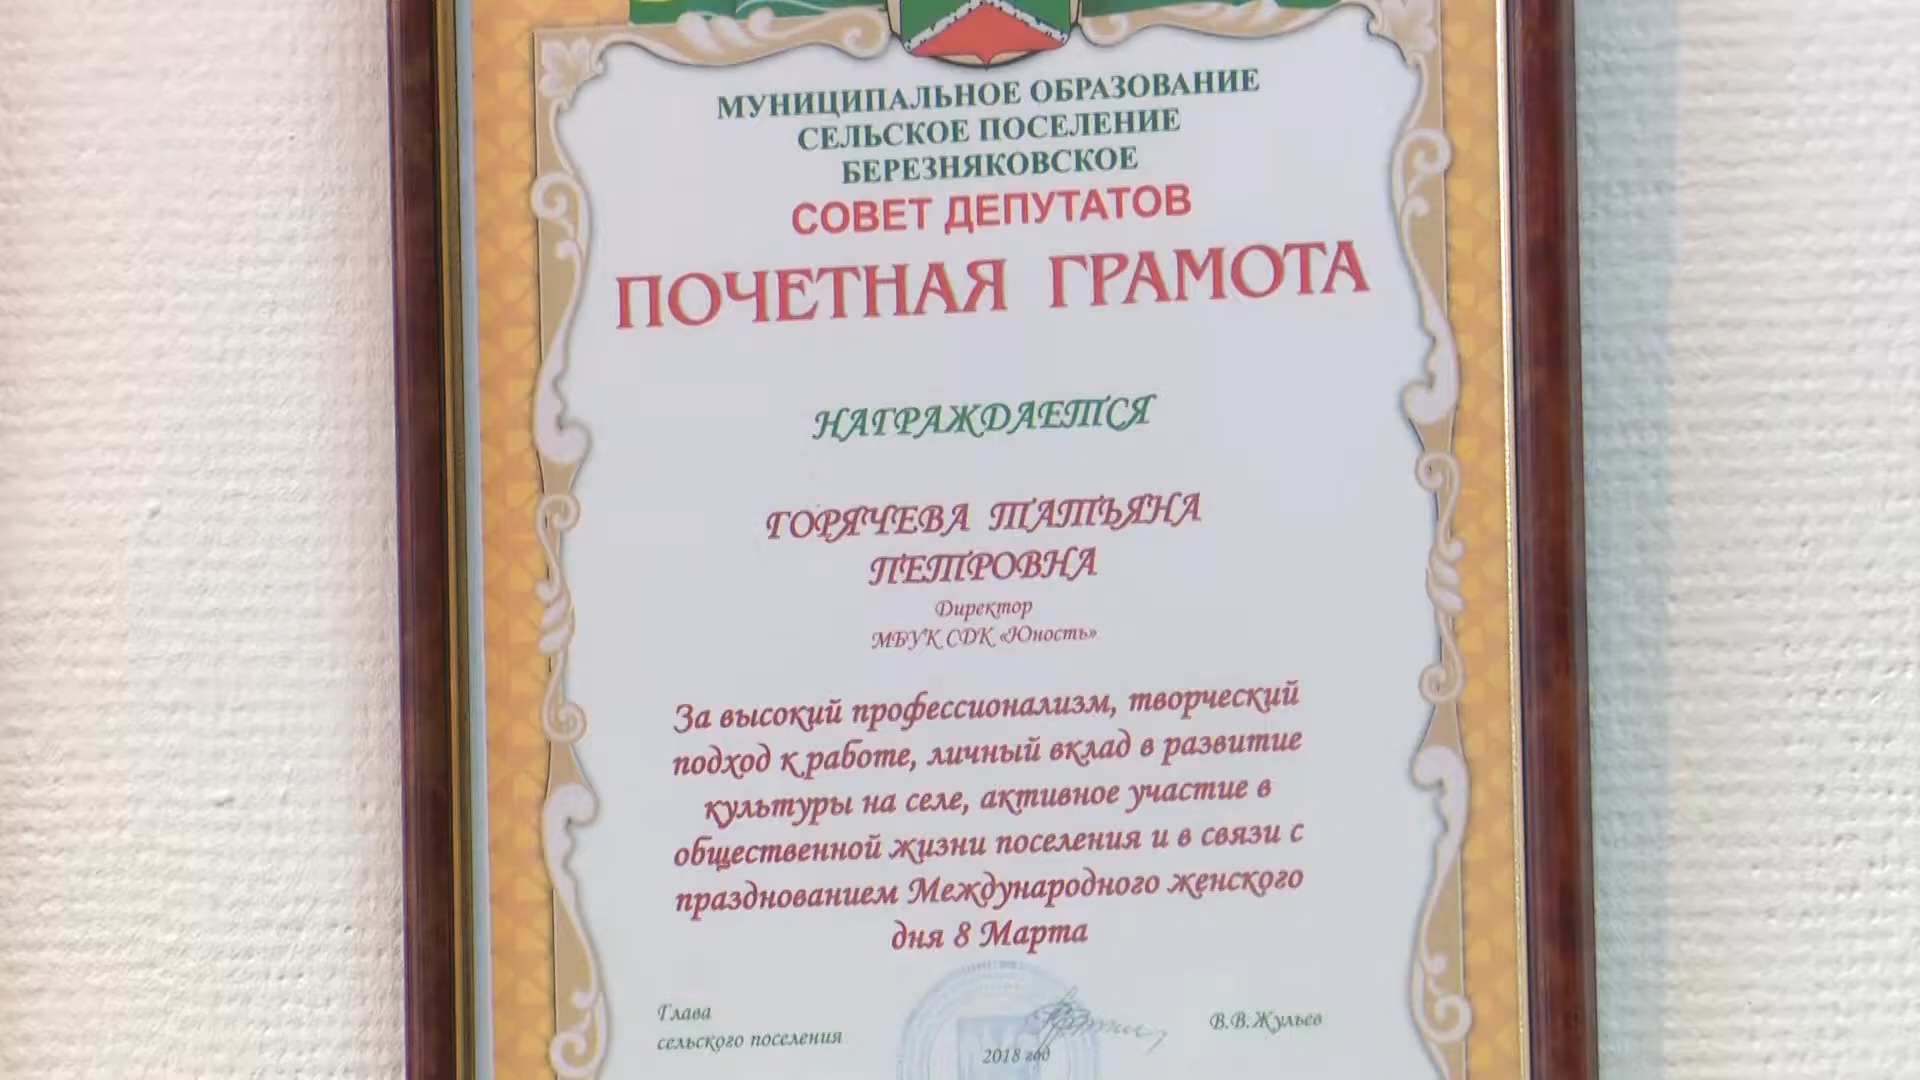 МУНИЦИПАЛЬНОЕ ОБРАЗОВАНИЕ
СЕЛЬСКОЕ ПОСЕЛЕНИЕ
БЕРЕЗНЯКОВСКОЕ
СОВЕТ ДЕПУТАТОВ
ПОЧЕТНАЯ ГРАМОТА
НАГРАЖДАЕТСЯ
ГОРЯЧЕВА ТАТЬЯНА
ПЕТРОВНА
Директор
МБУК СДК «Юность»
За высокий профессионализм, творческий
подход к работе, личный вклад в развитие
культуры на селе, активное участие в
общественной жизни поселения и в связи с
празднованием Международного женского
дня 8 Марта
Глава
сельского поселения
В.В.Жульев
2018 год